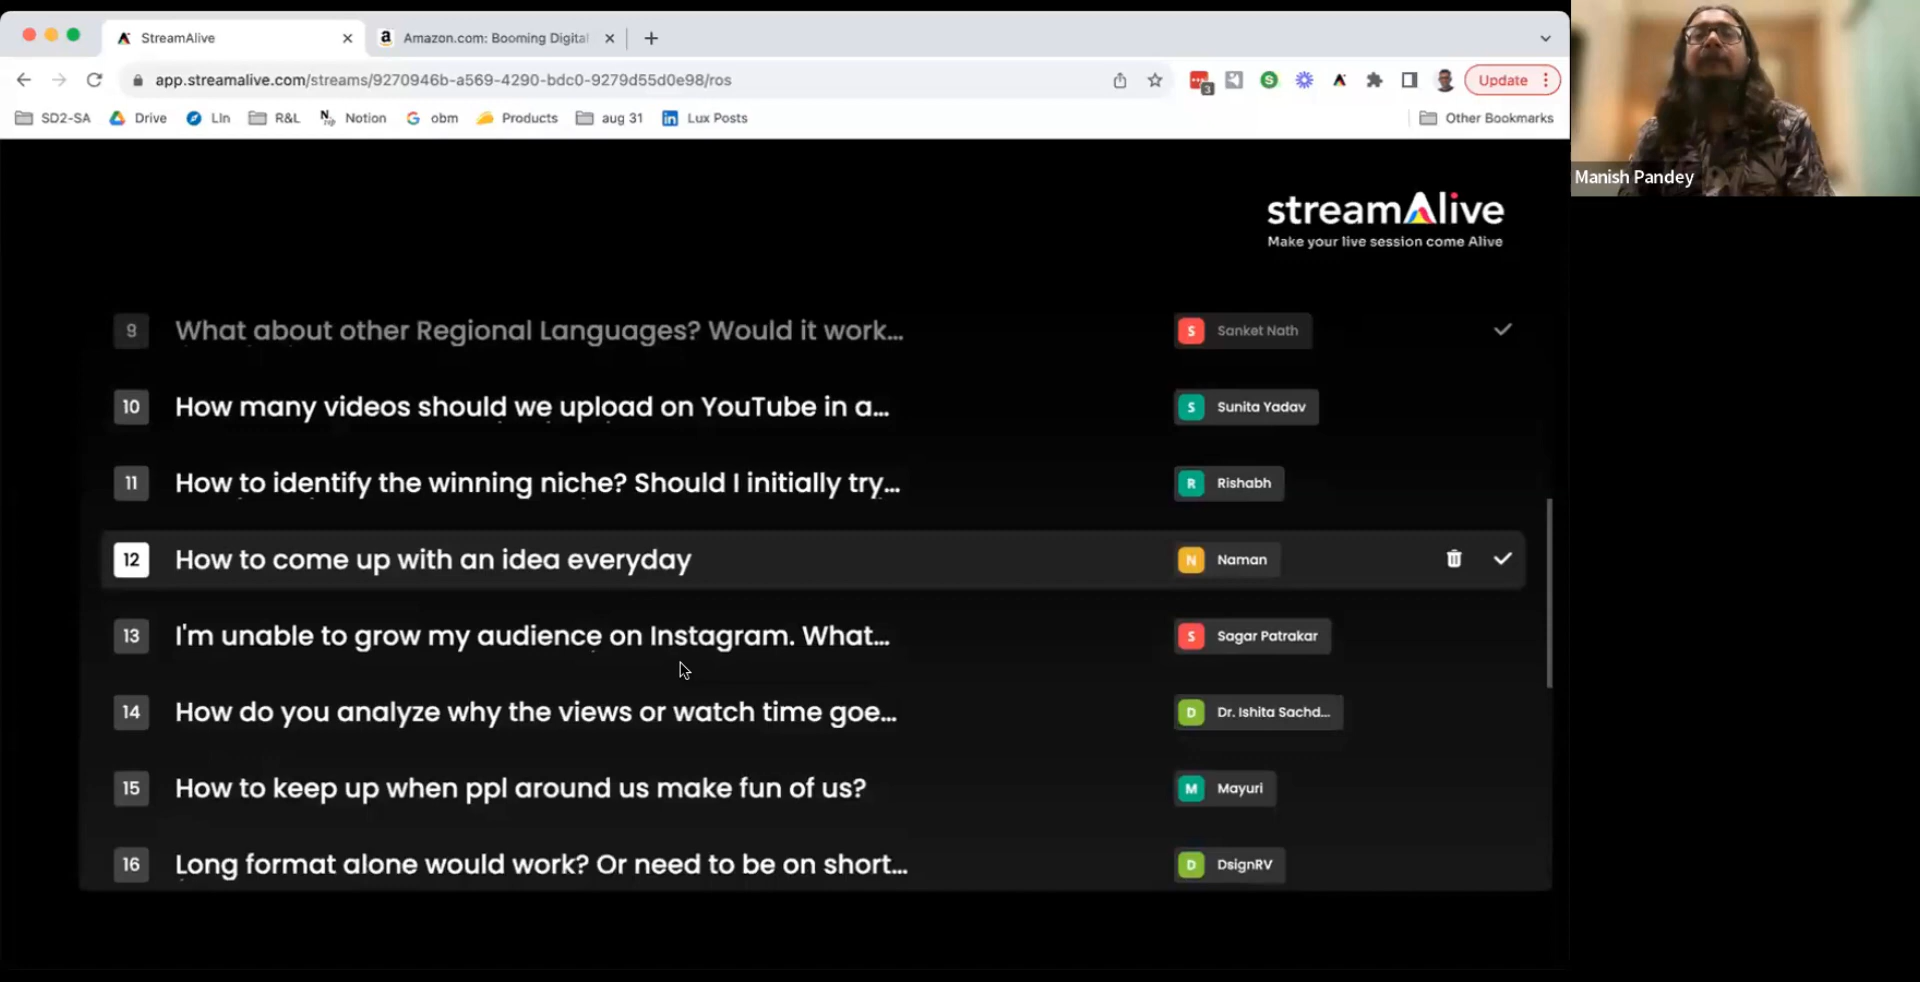 StreamAlive
Amazon.com: Booming Digital
app.streamalive.com/streams/9270946b-a569-4290-bdc0-9279d55d0e98/ros
3
S
Update
SD2-SA
Drive
LIn
R&L
Notion
obm
Products
aug 31
Lux Posts
Other Bookmarks
Manish Pandey
streamAlive
Make your live session come Alive
9 What about other Regional Languages? Would it work... S Sanket Nath
10 How many videos should we upload on YouTube in a... S Sunita Yadav
11 How to identify the winning niche? Should I initially try... R Rishabh
12 How to come up with an idea everyday N Naman
13 I'm unable to grow my audience on Instagram. What... S Sagar Patrakar
14 How do you analyze why the views or watch time goe... D Dr. Ishita Sachd...
15 How to keep up when ppl around us make fun of us? M Mayuri
16 Long format alone would work? Or need to be on short... D DsignRV